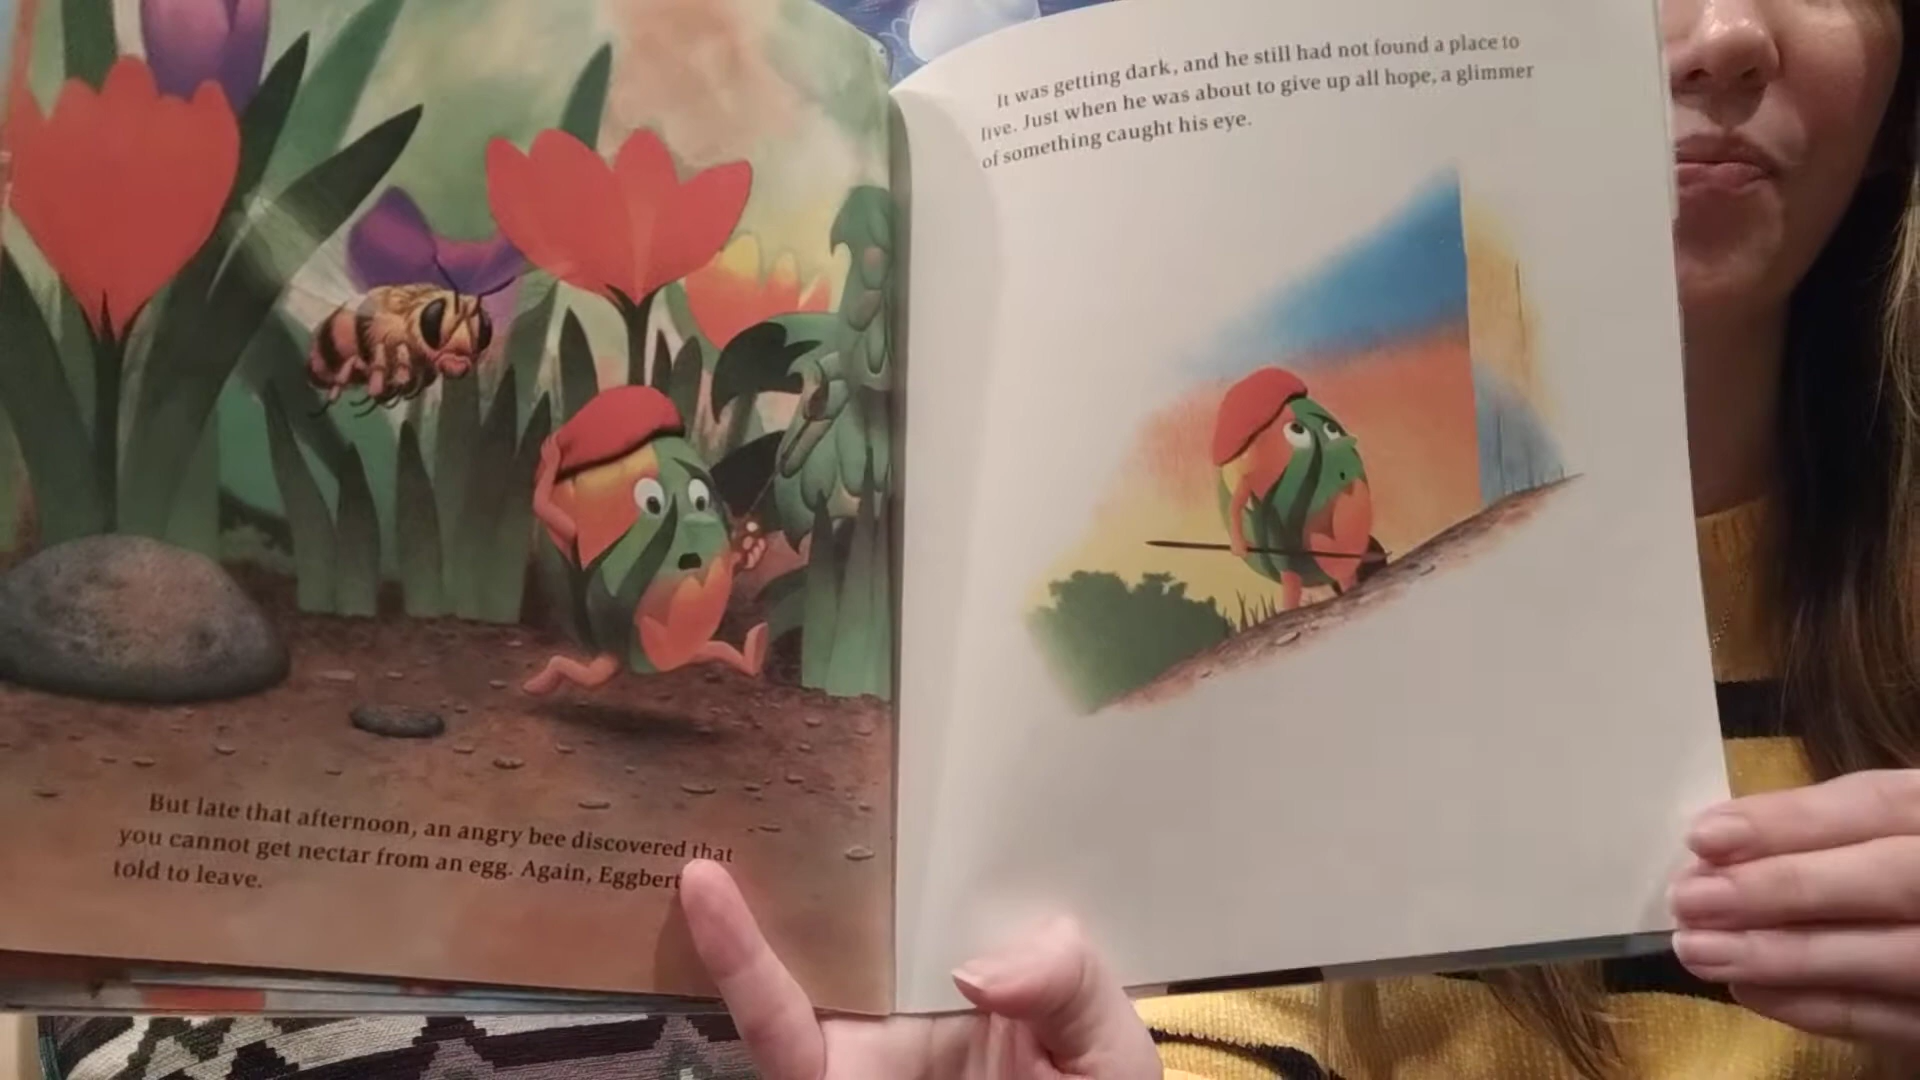 But late that afternoon, an angry bee discovered that
you cannot get nectar from an egg. Again, Eggbert
told to leave.
It was getting dark, and he still had not found a place to
live. Just when he was about to give up all hope, a glimmer
of something caught his eye.